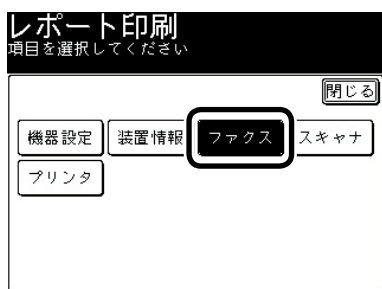 レポート印刷
項目を選択してください
閉じる
機器設定 装置情報 ファクス スキャナ
プリンタ